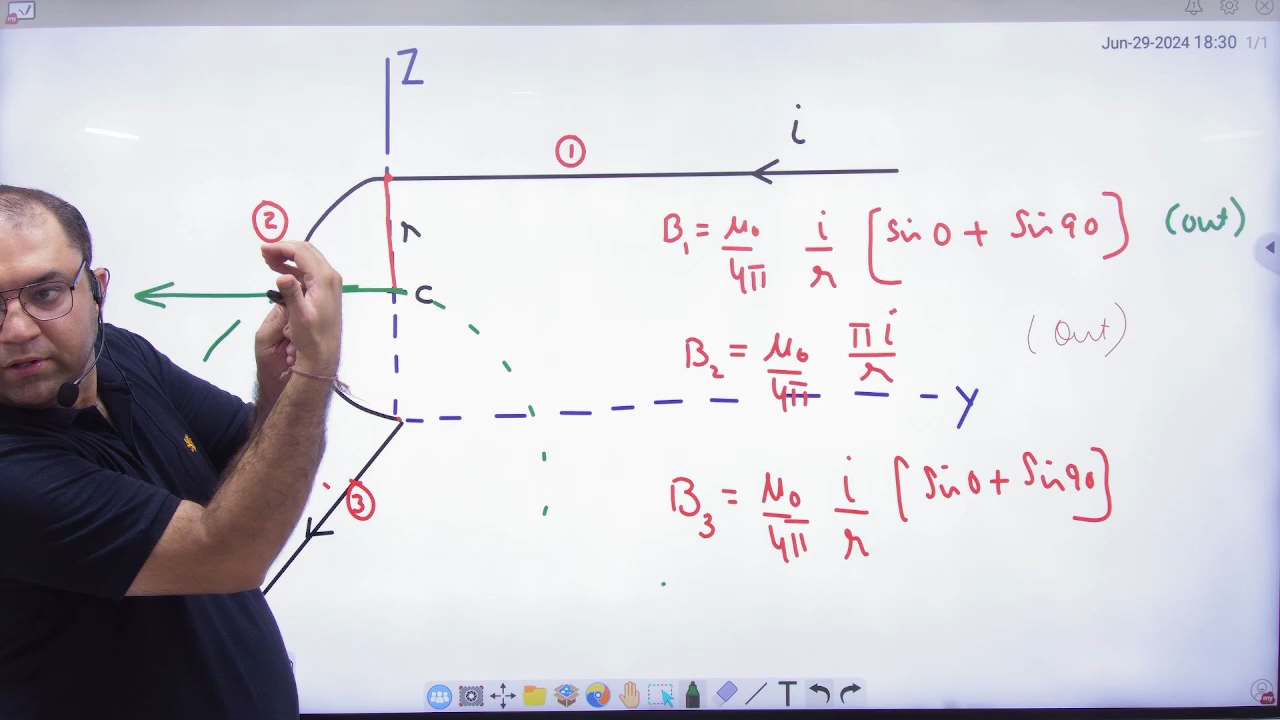 Jun-29-2024 18:30 1/1
Z
i
①
②
r
B₁ = μ₀/4π i/r [sin 0 + sin 90] (out)
c
B₂ = μ₀/4π πi/r (out)
y
③
B₃ = μ₀/4π i/r [sin 0 + sin 90]
T